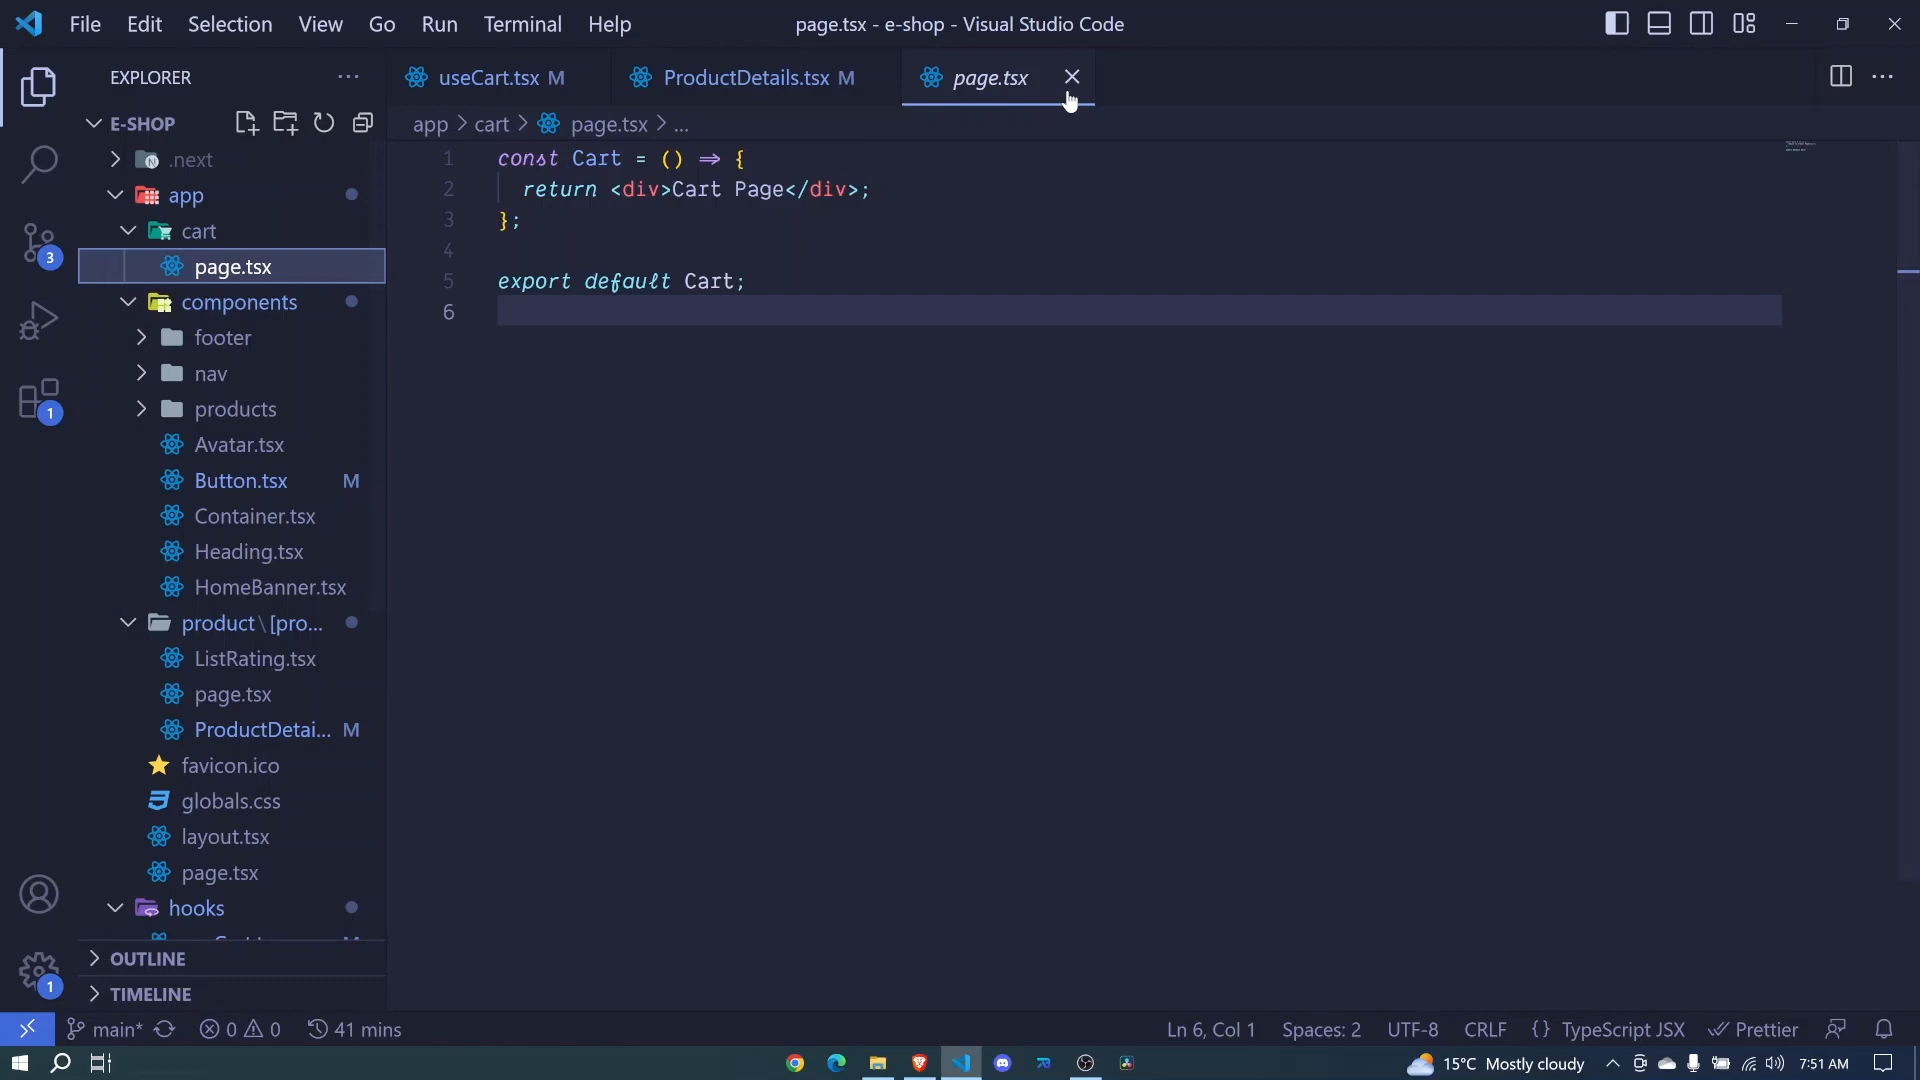 File Edit Selection View Go Run Terminal Help
page.tsx - e-shop - Visual Studio Code
EXPLORER
useCart.tsx M
ProductDetails.tsx M
page.tsx
E-SHOP
app > cart > page.tsx > ...
.next
app
cart
page.tsx
components
footer
nav
products
Avatar.tsx
Button.tsx M
Container.tsx
Heading.tsx
HomeBanner.tsx
product\[pro...
ListRating.tsx
page.tsx
ProductDetai... M
favicon.ico
globals.css
layout.tsx
page.tsx
hooks
OUTLINE
TIMELINE
1 const Cart = () => {
2 return <div>Cart Page</div>;
3 };
4
5 export default Cart;
6
3
1
1
main* 0 0 41 mins
Ln 6, Col 1 Spaces: 2 UTF-8 CRLF {} TypeScript JSX Prettier
15°C Mostly cloudy 7:51 AM